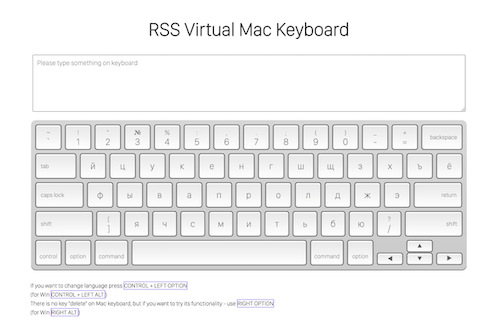 RSS Virtual Mac Keyboard
Please type something on keyboard
! № ( ) _ +
1 2 3 4 5 6 7 8 9 0 - = backspace
tab й ц у к е н г ш щ з х ъ ё
caps lock ф ы в а п р о л д ж э return
shift [ ] я ч с м и т ь б ю ? / shift
control option command command option ▲
◀ ▼ ▶
If you want to change language press CONTROL + LEFT OPTION
(for Win CONTROL + LEFT ALT)
There is no key "delete" on Mac keyboard, but if you want to try its functionality - use RIGHT OPTION
(for Win RIGHT ALT)